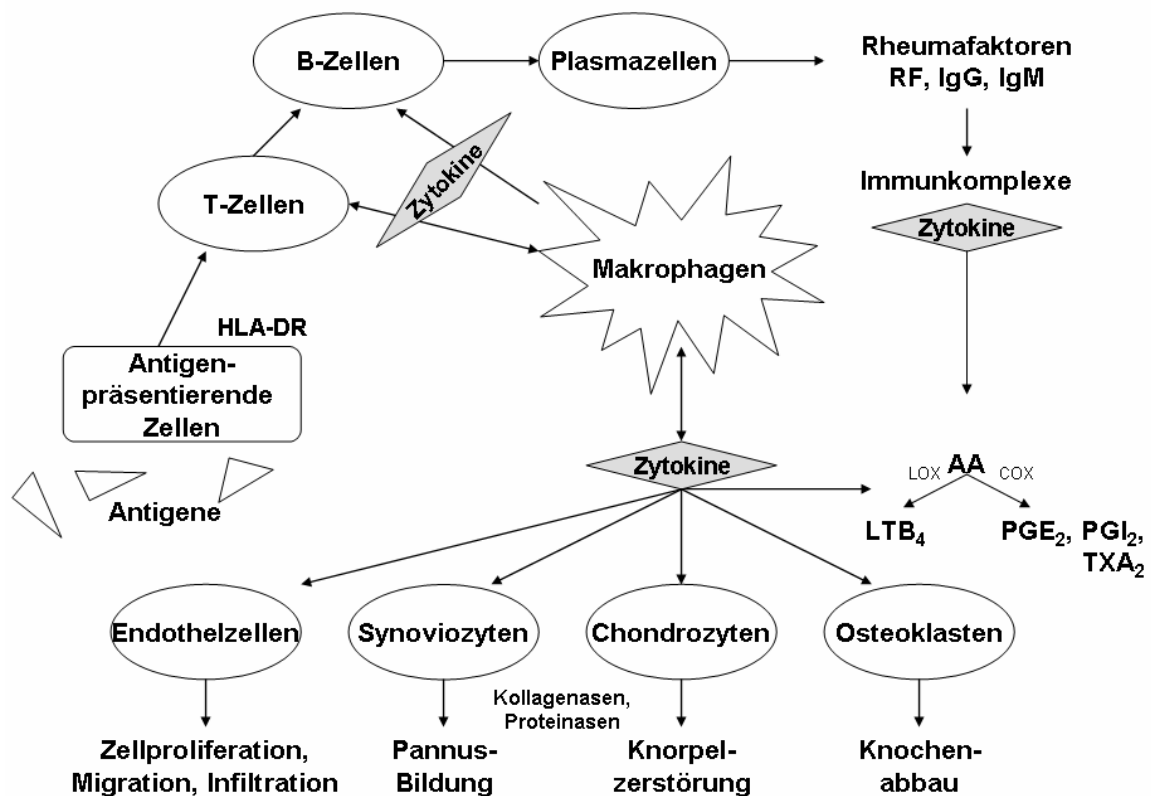 B-Zellen
Plasmazellen
Rheumafaktoren
RF, IgG, IgM
Zytokine
T-Zellen
Immunkomplexe
Zytokine
Makrophagen
HLA-DR
Antigen-
präsentierende
Zellen
Antigene
Zytokine
LOX AA COX
LTB₄
PGE₂, PGI₂,
TXA₂
Endothelzellen
Synoviozyten
Chondrozyten
Osteoklasten
Kollagenasen,
Proteinasen
Zellproliferation,
Migration, Infiltration
Pannus-
Bildung
Knorpel-
zerstörung
Knochen-
abbau